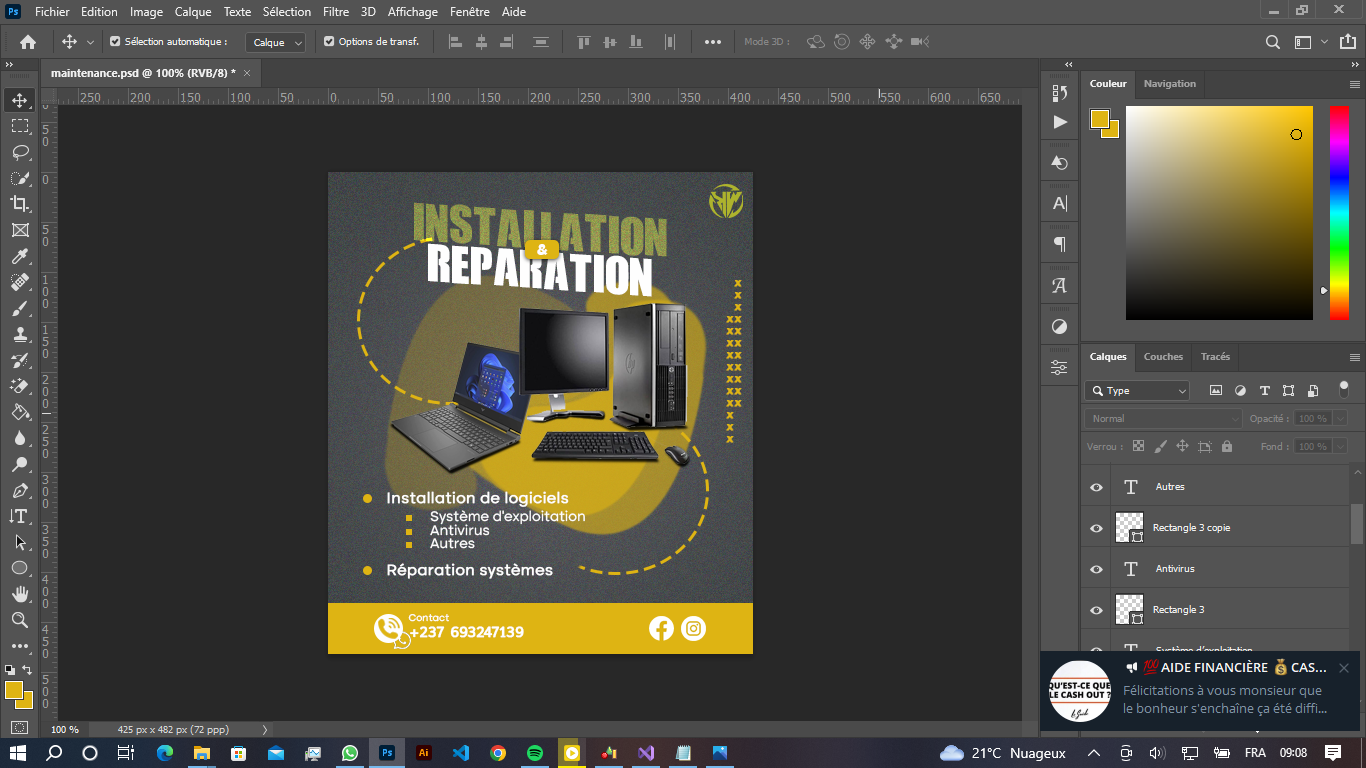 Ps Fichier Edition Image Calque Texte Sélection Filtre 3D Affichage Fenêtre Aide
Sélection automatique : Calque Options de transf. Mode 3D :
maintenance.psd @ 100% (RVB/8) * ×
250 200 150 100 50 0 50 100 150 200 250 300 350 400 450 500 550 600 650
INSTALLATION
&
REPARATION
x
x
x
xx
xx
xx
xx
xx
xx
xx
xx
x
x
x
hp
Installation de logiciels
Système d'exploitation
Antivirus
Autres
Réparation systèmes
Contact
+237 693247139
Couleur Navigation
Calques Couches Tracés
Type
Normal Opacité : 100 %
Verrou : Fond : 100 %
T Autres
Rectangle 3 copie
T Antivirus
Rectangle 3
T Système d'exploitation
💯 AIDE FINANCIÈRE 💰 CAS...
Félicitations à vous monsieur que
le bonheur s'enchaîne ça été diffi...
QU'EST-CE QUE
LE CASH OUT ?
100 % 425 px x 482 px (72 ppp)
Ps Ai 21°C Nuageux FRA 09:08